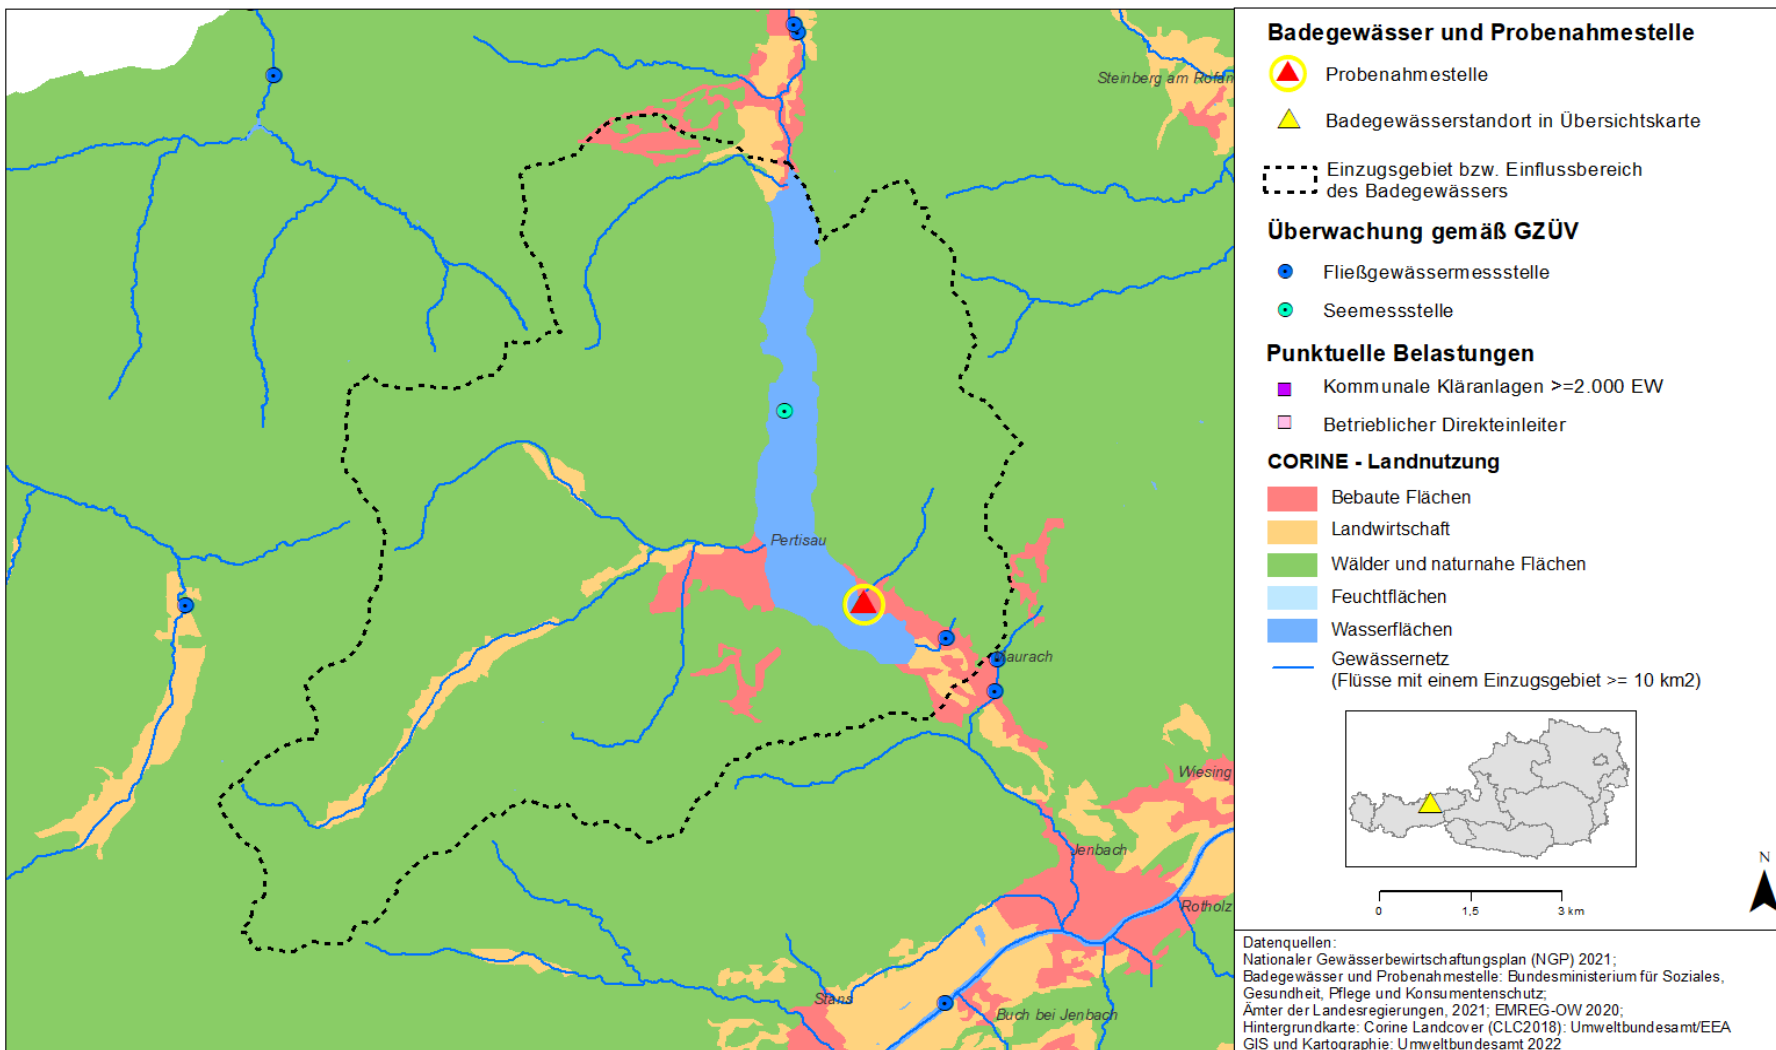 Steinberg am Rofan
Pertisau
Maurach
Wiesing
Jenbach
Rotholz
Stans
Buch bei Jenbach
Badegewässer und Probenahmestelle
Probenahmestelle
Badegewässerstandort in Übersichtskarte
Einzugsgebiet bzw. Einflussbereich
des Badegewässers
Überwachung gemäß GZÜV
Fließgewässermessstelle
Seemessstelle
Punktuelle Belastungen
Kommunale Kläranlagen >=2.000 EW
Betrieblicher Direkteinleiter
CORINE - Landnutzung
Bebaute Flächen
Landwirtschaft
Wälder und naturnahe Flächen
Feuchtflächen
Wasserflächen
Gewässernetz
(Flüsse mit einem Einzugsgebiet >= 10 km2)
N
0 1,5 3 km
Datenquellen:
Nationaler Gewässerbewirtschaftungsplan (NGP) 2021;
Badegewässer und Probenahmestelle: Bundesministerium für Soziales,
Gesundheit, Pflege und Konsumentenschutz;
Ämter der Landesregierungen, 2021; EMREG-OW 2020;
Hintergrundkarte: Corine Landcover (CLC2018): Umweltbundesamt/EEA
GIS und Kartographie: Umweltbundesamt 2022